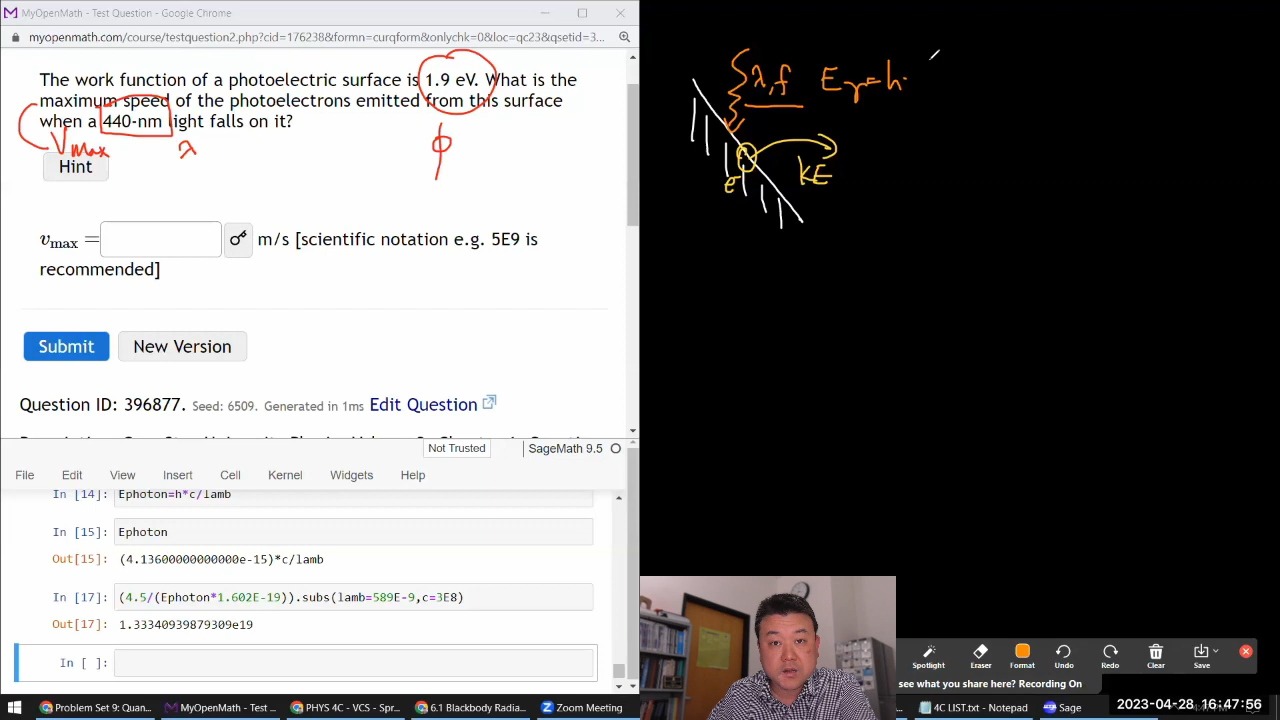 MyOpenMath - Test Question - Google Chrome
myopenmath.com/course/testquestion2.php?cid=176238&formn=curqform&onlychk=0&loc=qc23&qsetid=3...
The work function of a photoelectric surface is 1.9 eV. What is the
maximum speed of the photoelectrons emitted from this surface
when a 440-nm light falls on it?
Vmax
λ
ϕ
Hint
vmax = m/s [scientific notation e.g. 5E9 is
recommended]
Submit
New Version
Question ID: 396877. Seed: 6509. Generated in 1ms Edit Question
λ,f Eγ=h
e-
KE
Not Trusted
SageMath 9.5
File Edit View Insert Cell Kernel Widgets Help
In [14]: Ephoton=h*c/lamb
In [15]: Ephoton
Out[15]: (4.13600000000000e-15)*c/lamb
In [17]: (4.5/(Ephoton*1.602E-19)).subs(lamb=589E-9,c=3E8)
Out[17]: 1.33340939879309e19
In [ ]:
Spotlight Eraser Format Undo Redo Clear Save
see what you share here? Recording On
Problem Set 9: Quan...
MyOpenMath - Test ...
PHYS 4C - VCS - Spr...
6.1 Blackbody Radia...
Zoom Meeting
4C LIST.txt - Notepad
Sage
2023-04-28 16:47:56